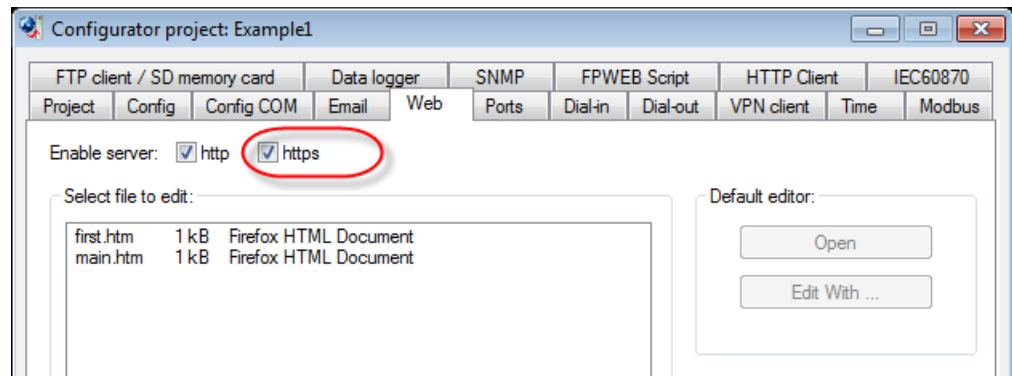 Configurator project: Example1
FTP client / SD memory card Data logger SNMP FPWEB Script HTTP Client IEC60870
Project Config Config COM Email Web Ports Dial-in Dial-out VPN client Time Modbus
Enable server: http https
Select file to edit: Default editor:
first.htm 1 kB Firefox HTML Document
main.htm 1 kB Firefox HTML Document
Open
Edit With ...